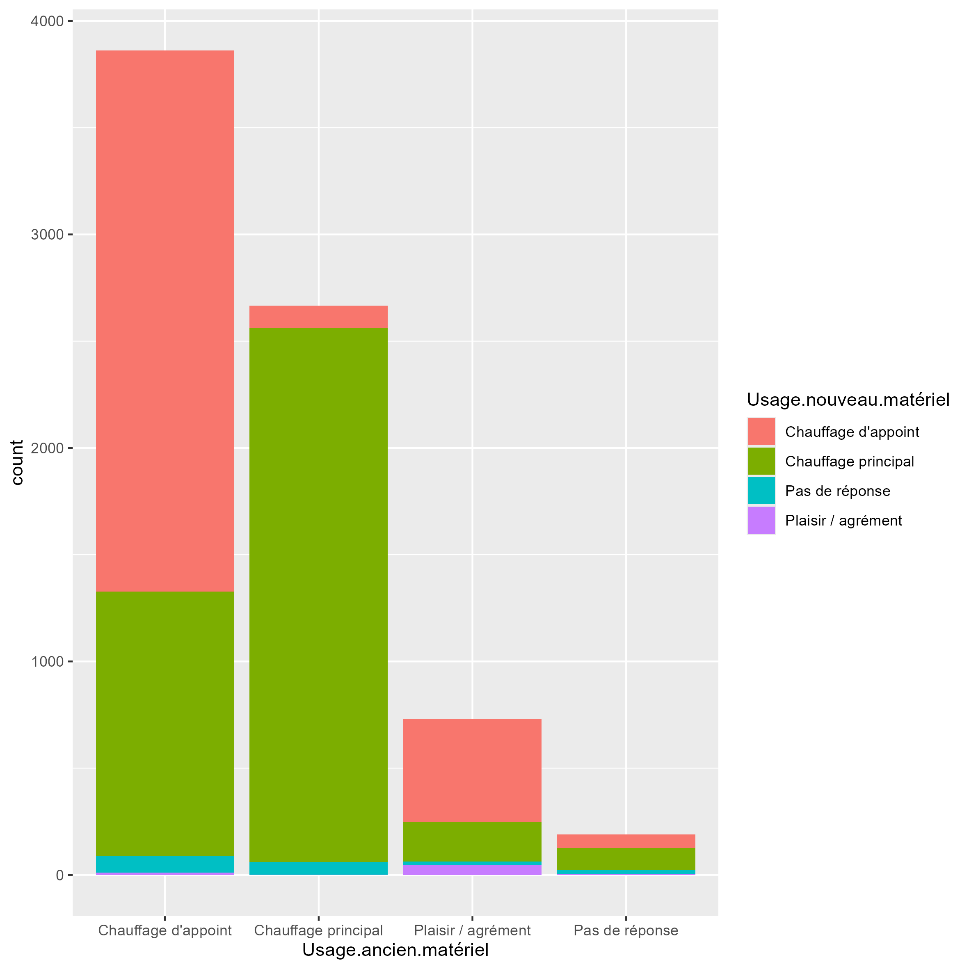 4000
3000
2000
1000
0
count
Chauffage d'appoint
Chauffage principal
Plaisir / agrément
Pas de réponse
Usage.ancien.matériel
Usage.nouveau.matériel
Chauffage d'appoint
Chauffage principal
Pas de réponse
Plaisir / agrément